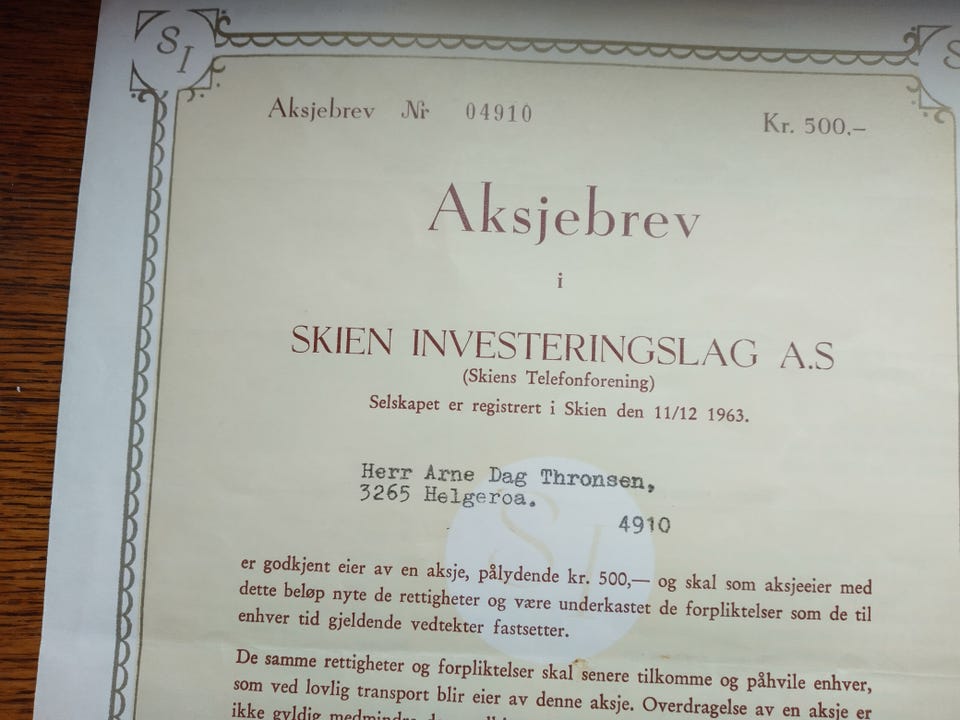 SI
S
Aksjebrev Nr 04910
Kr. 500.–
Aksjebrev
i
SKIEN INVESTERINGSLAG A.S
(Skiens Telefonforening)
Selskapet er registrert i Skien den 11/12 1963.
Herr Arne Dag Thronsen,
3265 Helgeroa.
4910
SI
er godkjent eier av en aksje, pålydende kr. 500,— og skal som aksjeeier med
dette beløp nyte de rettigheter og være underkastet de forpliktelser som de til
enhver tid gjeldende vedtekter fastsetter.
De samme rettigheter og forpliktelser skal senere tilkomme og påhvile enhver,
som ved lovlig transport blir eier av denne aksje. Overdragelse av en aksje er
ikke gyldig medmindre